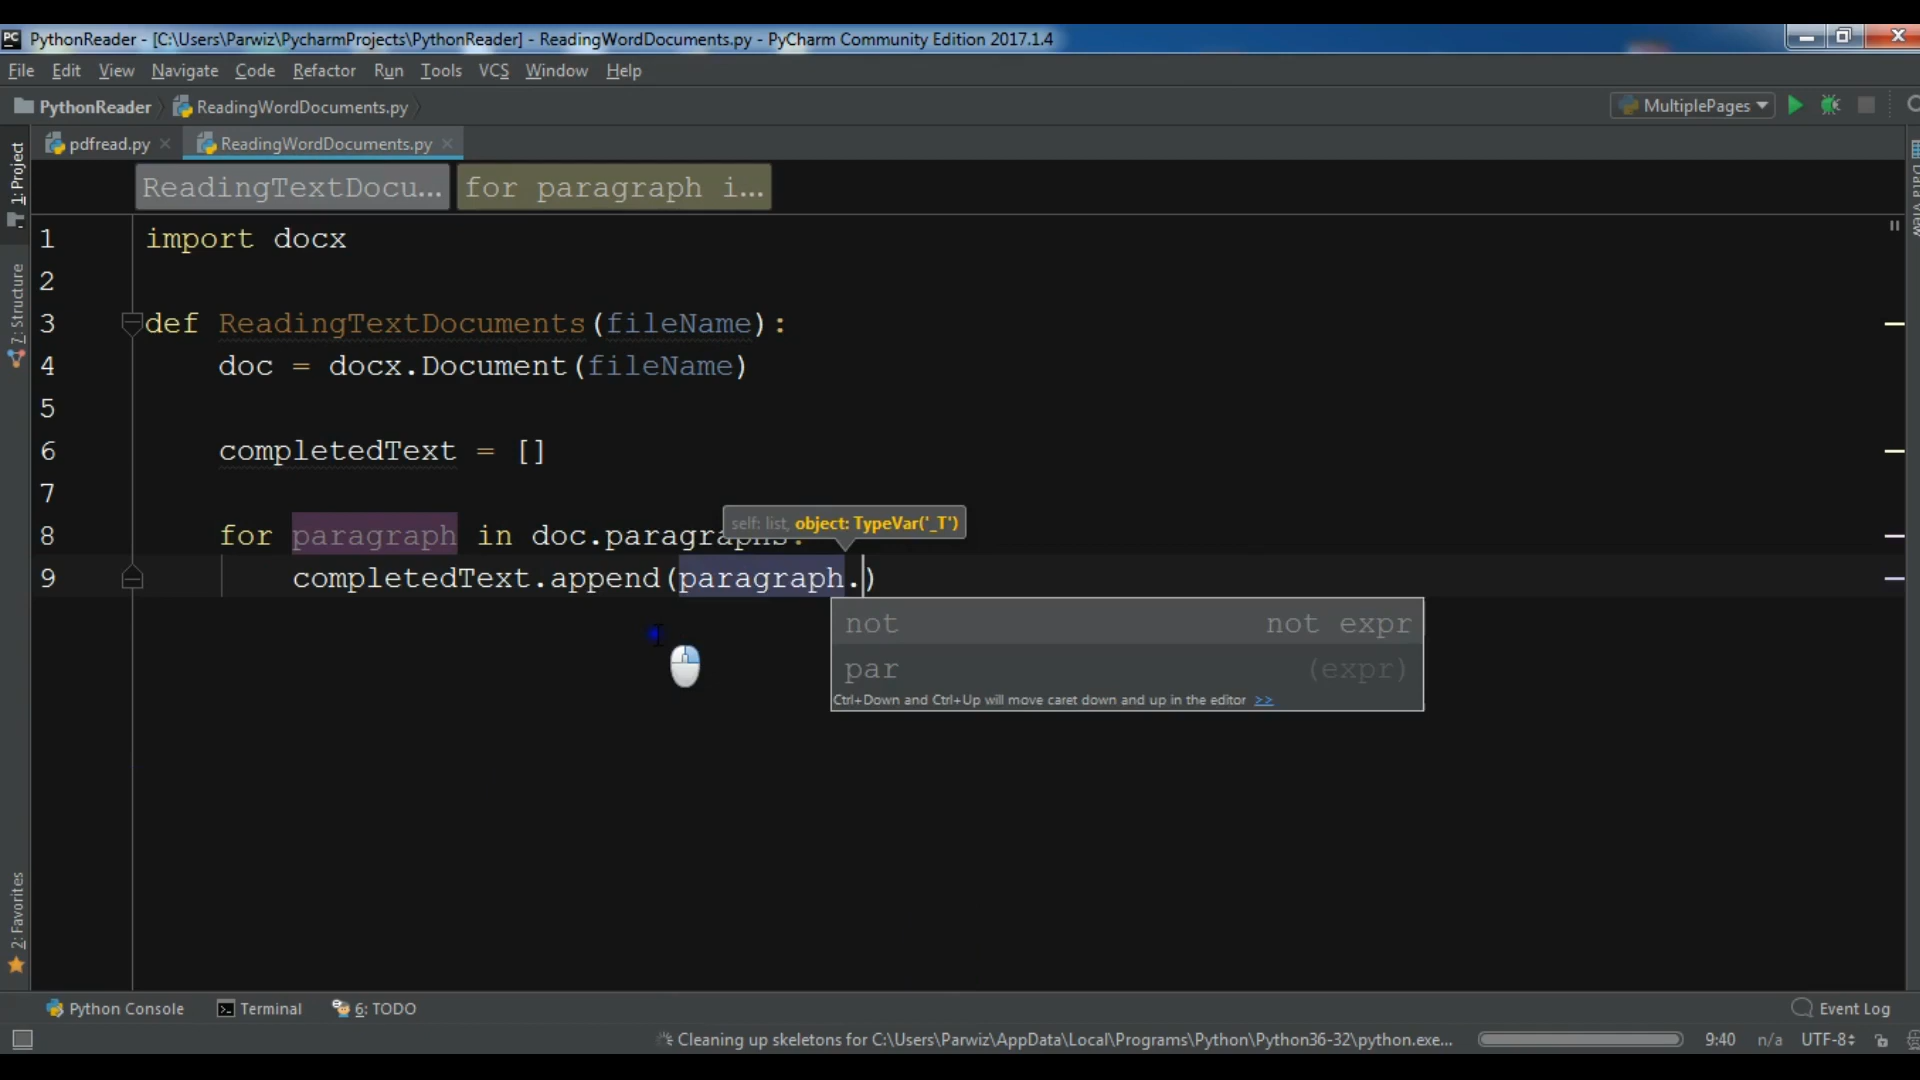 PC PythonReader - [C:\Users\Parwiz\PycharmProjects\PythonReader] - ReadingWordDocuments.py - PyCharm Community Edition 2017.1.4
File Edit View Navigate Code Refactor Run Tools VCS Window Help
PythonReader ReadingWordDocuments.py MultiplePages
pdfread.py ReadingWordDocuments.py
1: Project
7: Structure
2: Favorites
Data View
ReadingTextDocu... for paragraph i...
1 import docx
2
3 def ReadingTextDocuments(fileName):
4 doc = docx.Document(fileName)
5
6 completedText = []
7
self: list, object: TypeVar('_T')
8 for paragraph in doc.paragraphs:
9 completedText.append(paragraph.)
not not expr
par (expr)
Ctrl+Down and Ctrl+Up will move caret down and up in the editor >>
Python Console Terminal 6: TODO Event Log
Cleaning up skeletons for C:\Users\Parwiz\AppData\Local\Programs\Python\Python36-32\python.exe... 9:40 n/a UTF-8